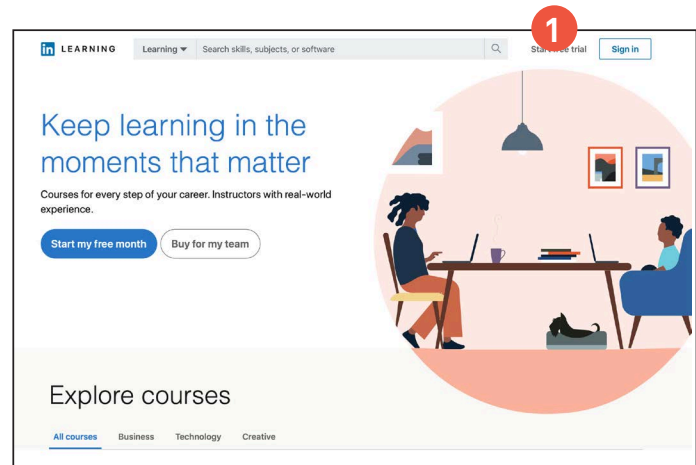 1
in LEARNING
Learning
Search skills, subjects, or software
trial
Sign in
Keep learning in the
moments that matter
Courses for every step of your career. Instructors with real-world
experience.
Start my free month
Buy for my team
Explore courses
All courses
Business
Technology
Creative